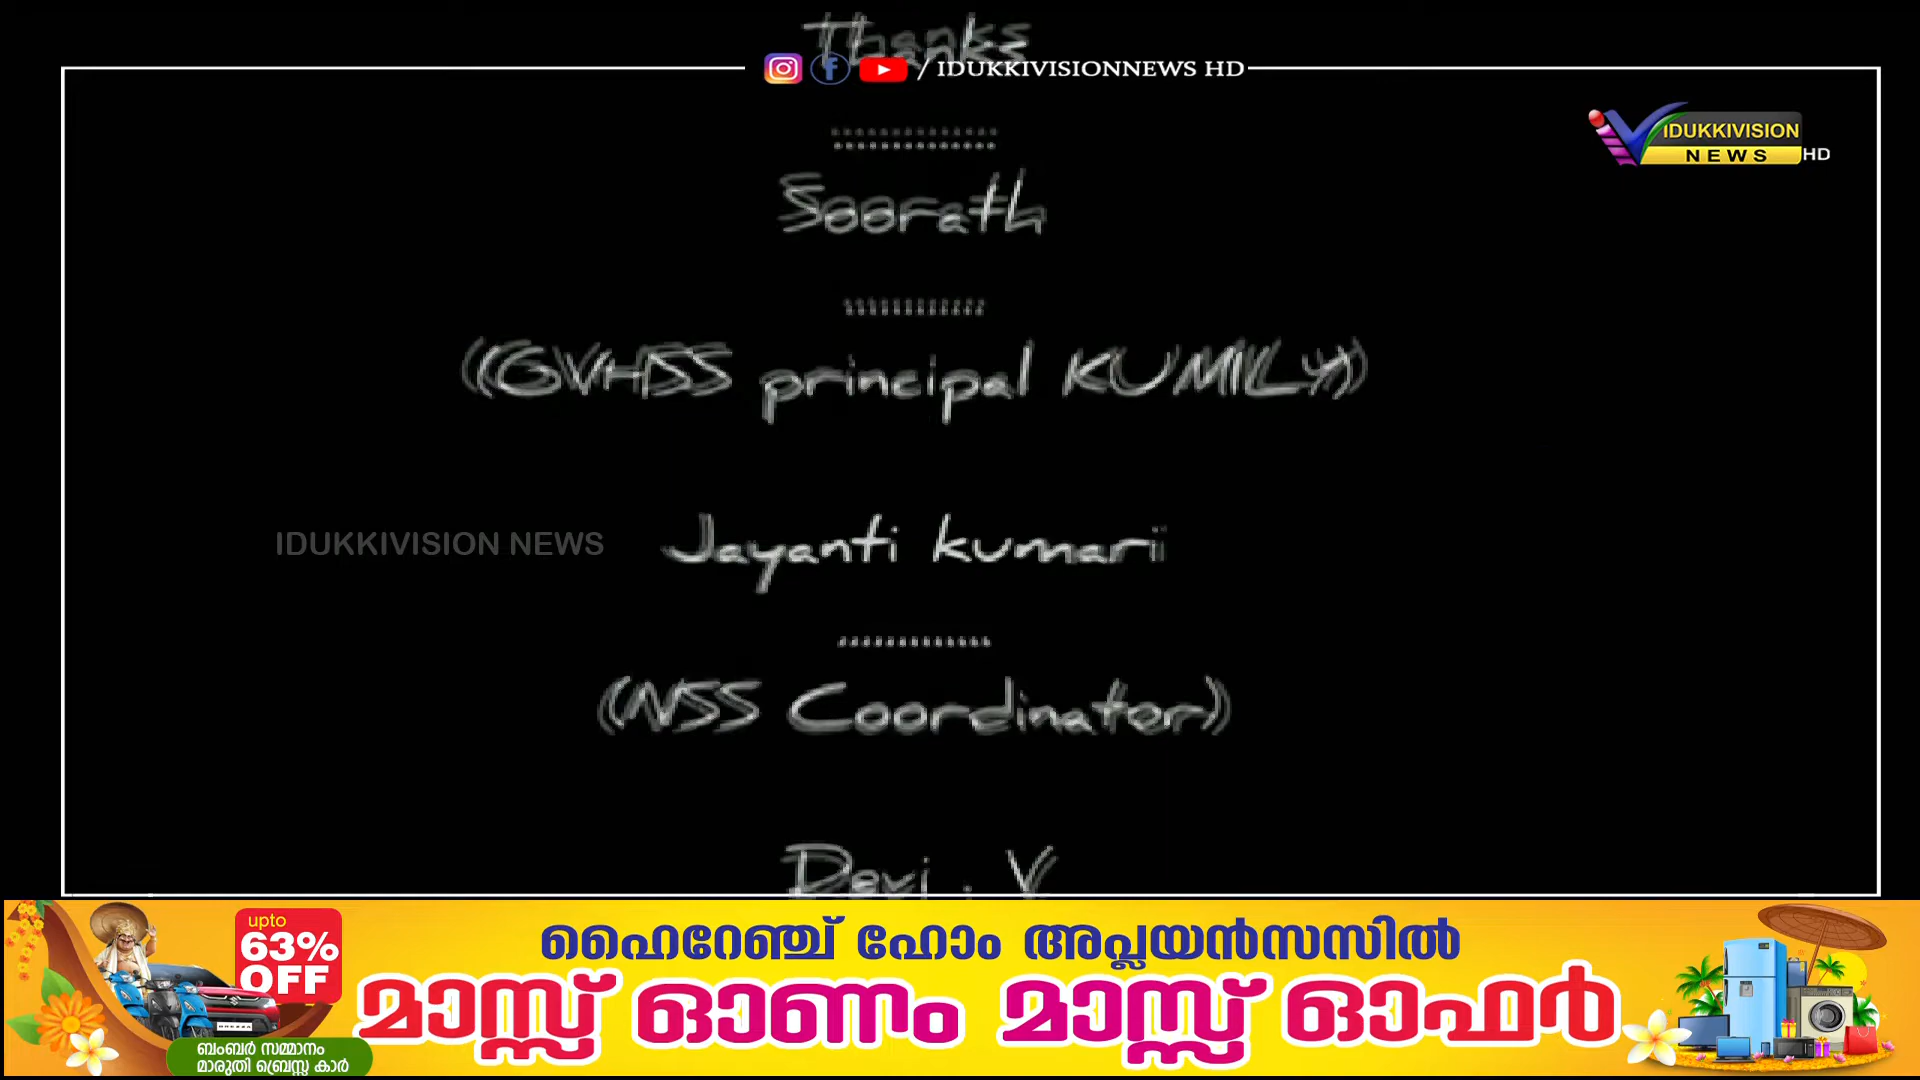 Thanks
/ IDUKKIVISIONNEWS HD
IDUKKIVISION
NEWS HD
..............
Soorath
............
(GVHSS principal KUMILY)
IDUKKIVISION NEWS
Jayanti kumari
.............
(NSS Coordinator)
Devi . V
upto
63%
OFF
ഹൈറേഞ്ച് ഹോം അപ്ലയൻസസിൽ
മാസ്സ് ഓണം മാസ്സ് ഓഫർ
ബംബർ സമ്മാനം
മാരുതി ബ്രെസ്സ കാർ